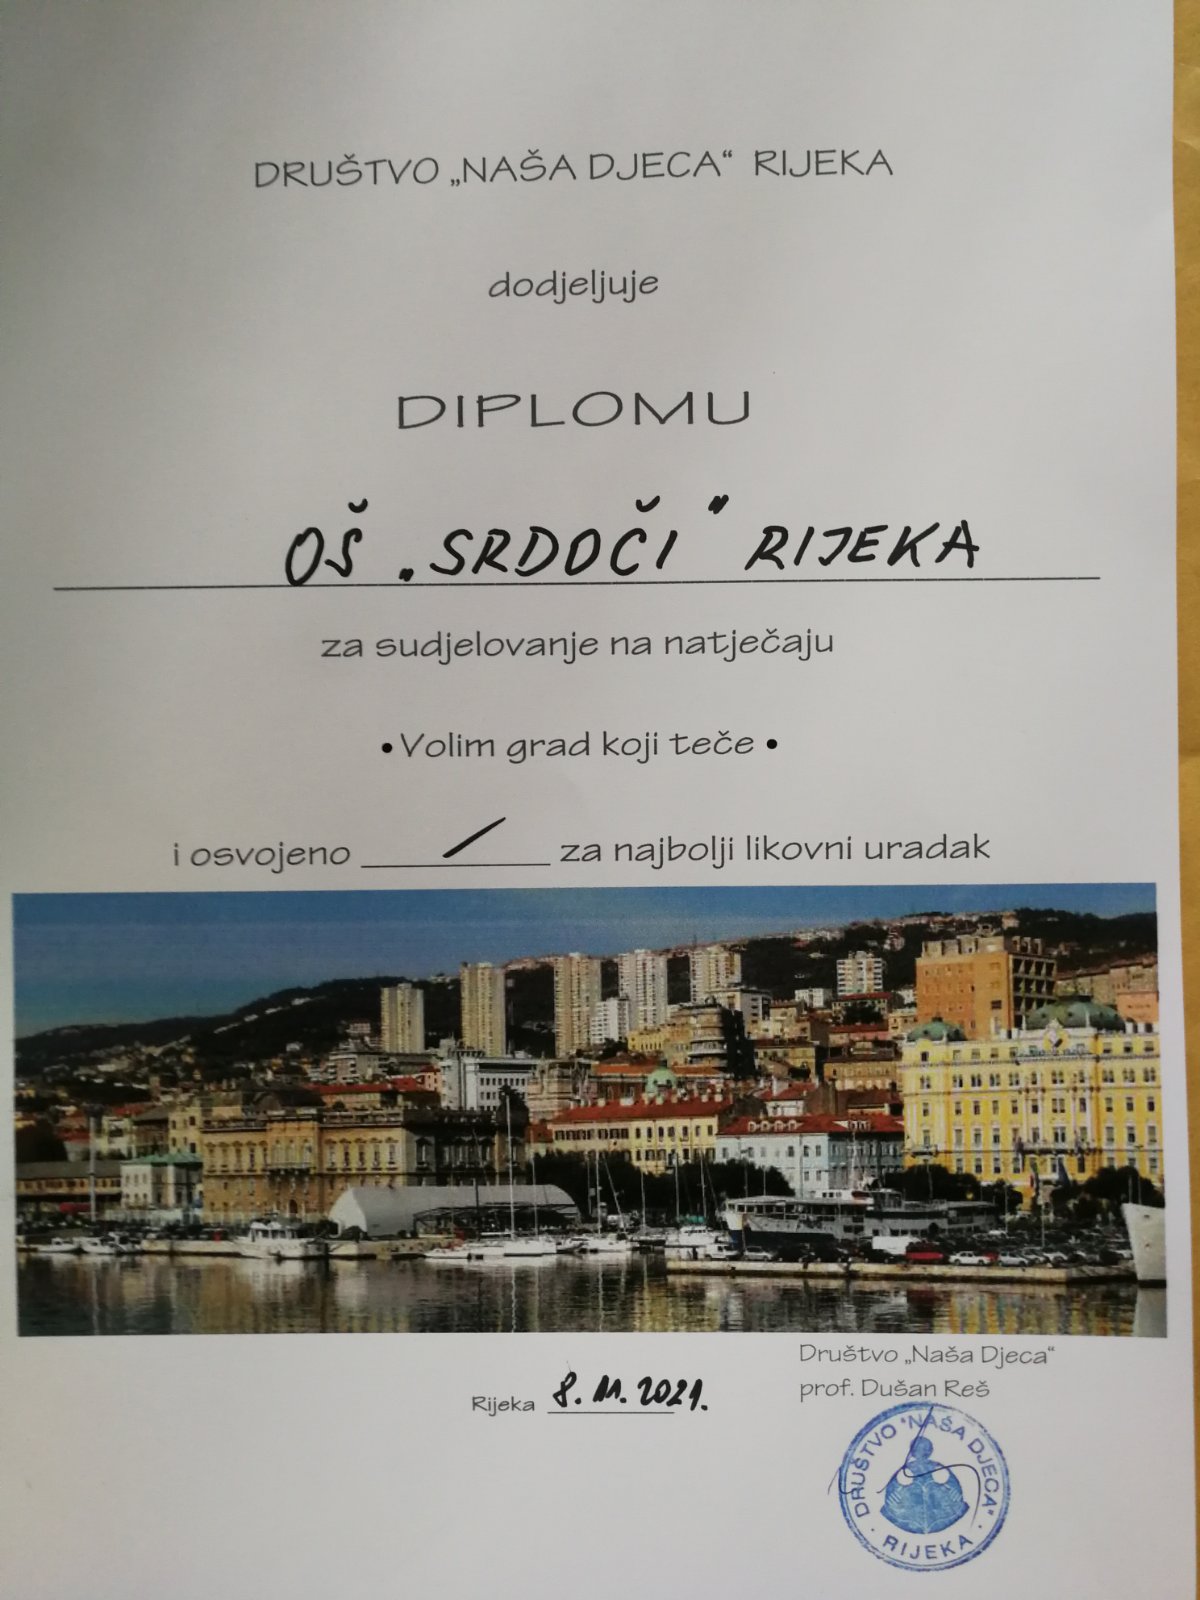 DRUŠTVO „NAŠA DJECA“ RIJEKA
dodjeljuje
DIPLOMU
OŠ „SRDOČI" RIJEKA
za sudjelovanje na natječaju
• Volim grad koji teče •
i osvojeno / za najbolji likovni uradak
Društvo „Naša Djeca“
prof. Dušan Reš
Rijeka 8. 11. 2021.
DRUŠTVO "NAŠA DJECA"
· RIJEKA ·